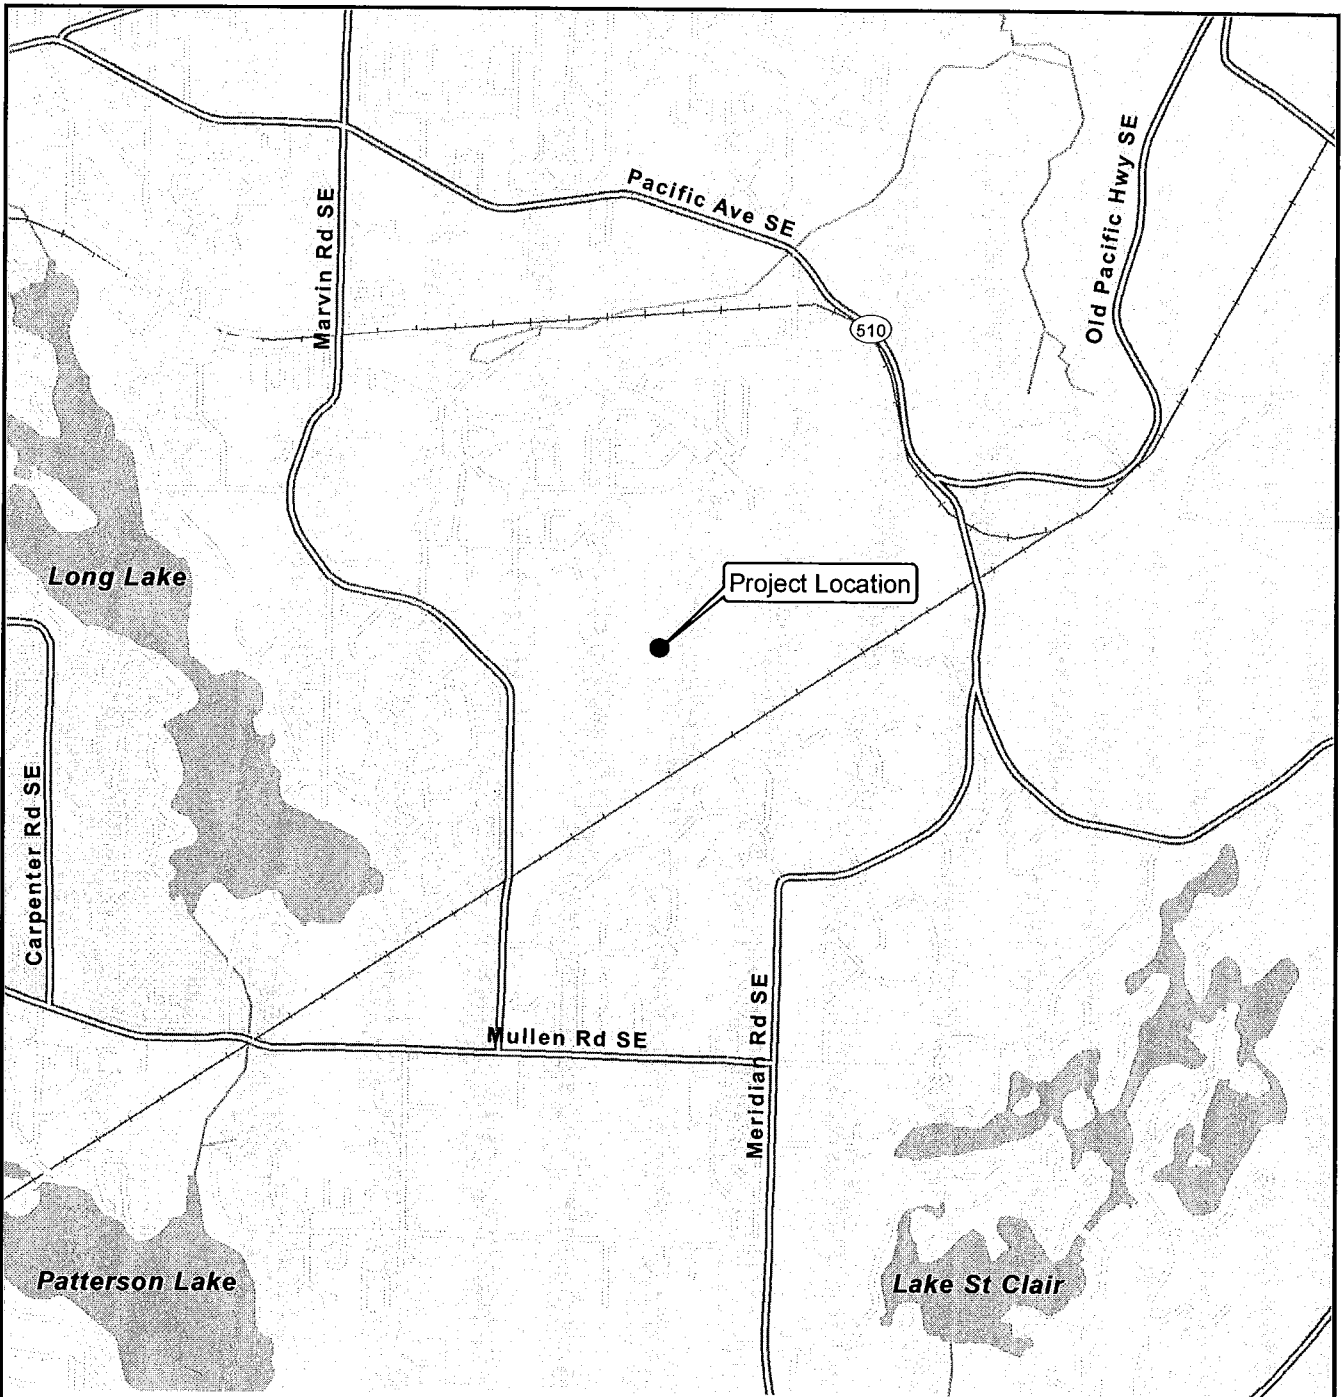 Pacific Ave SE
Old Pacific Hwy SE
Marvin Rd SE
510
Long Lake
Project Location
Carpenter Rd SE
Mullen Rd SE
Meridian Rd SE
Patterson Lake
Lake St Clair